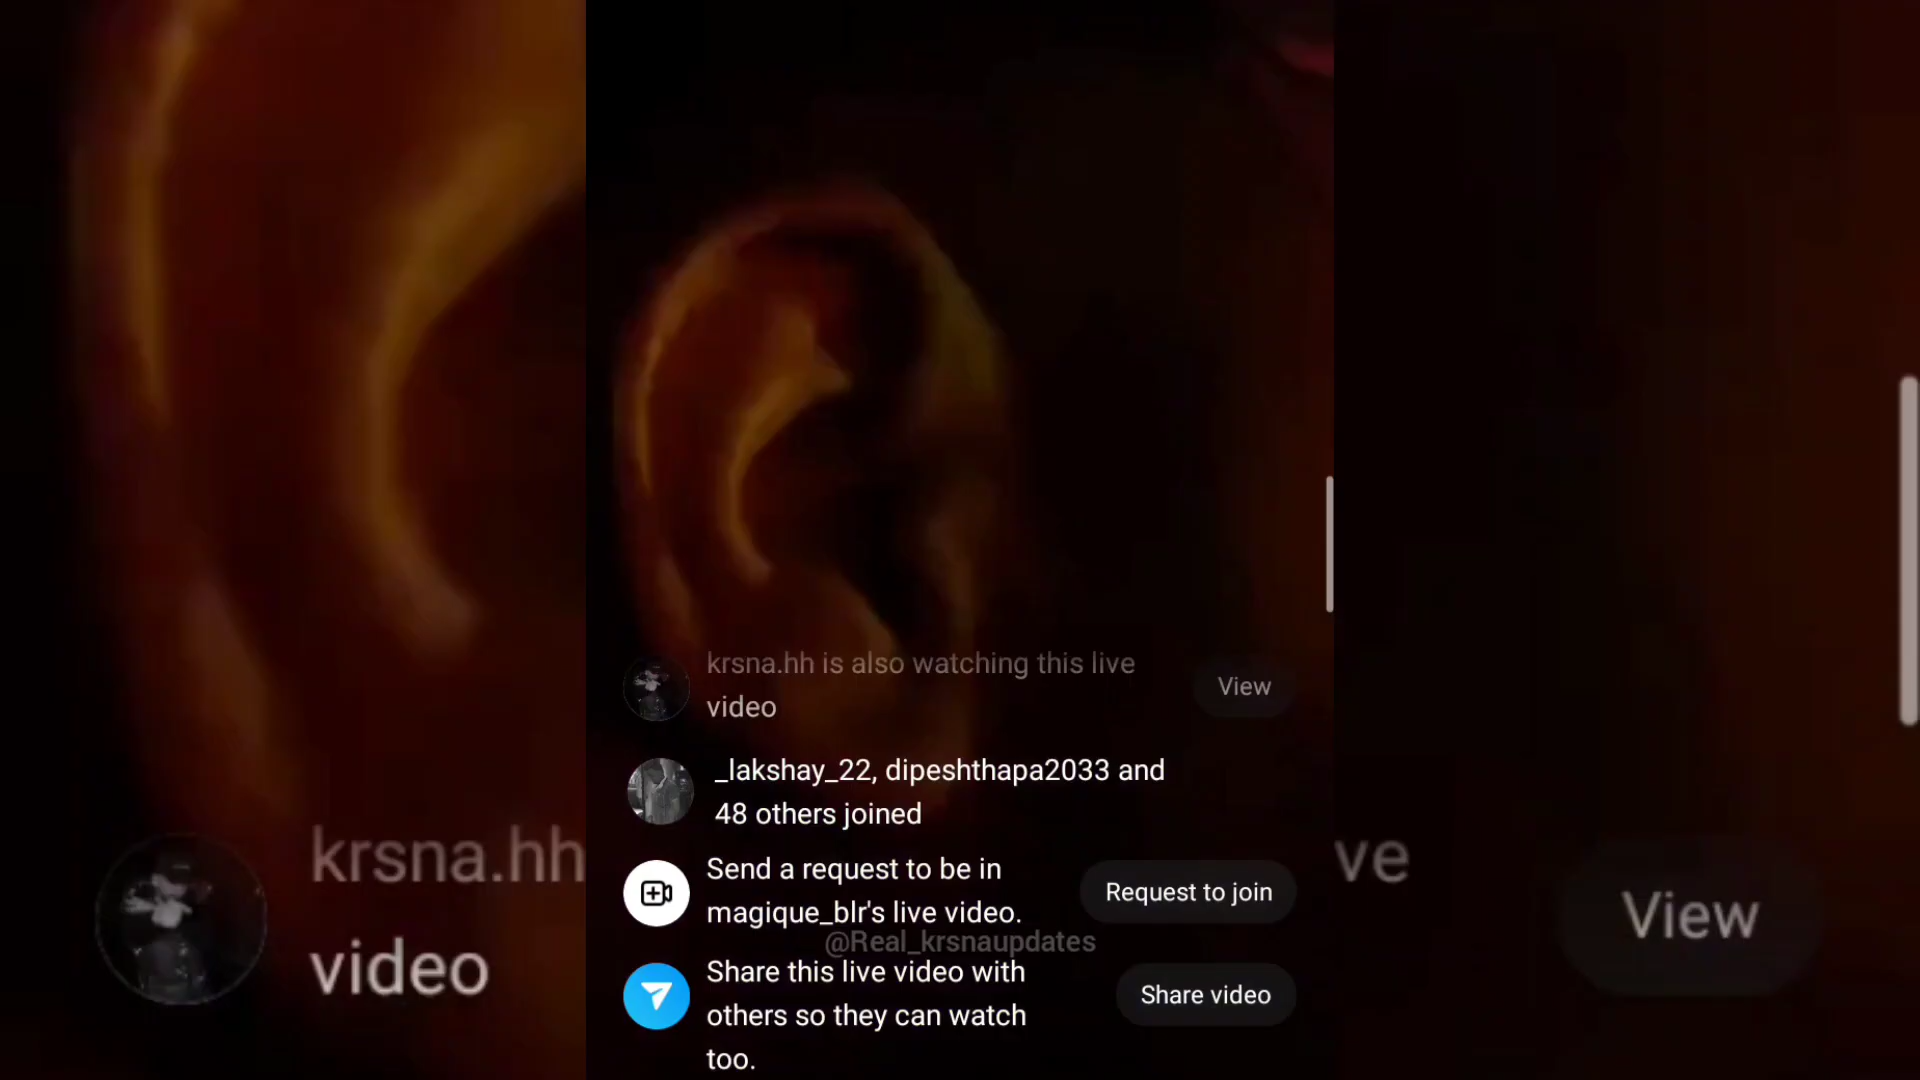 krsna.hh is also watching this live
video
View
_lakshay_22, dipeshthapa2033 and
48 others joined
Send a request to be in
magique_blr's live video.
Request to join
@Real_krsnaupdates
Share this live video with
others so they can watch
too.
Share video
krsna.hh
ve
video
View